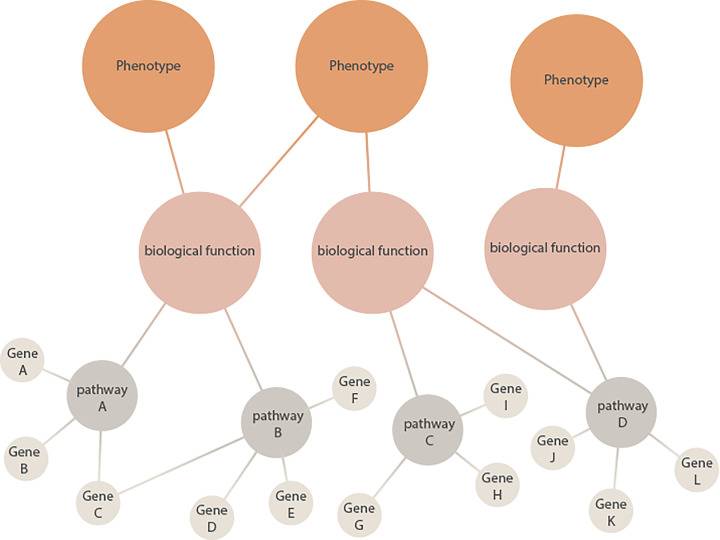 Phenotype
Phenotype
Phenotype
biological function
biological function
biological function
Gene
A
pathway
A
Gene
B
Gene
C
pathway
B
Gene
F
Gene
D
Gene
E
pathway
C
Gene
I
Gene
H
Gene
G
pathway
D
Gene
J
Gene
K
Gene
L